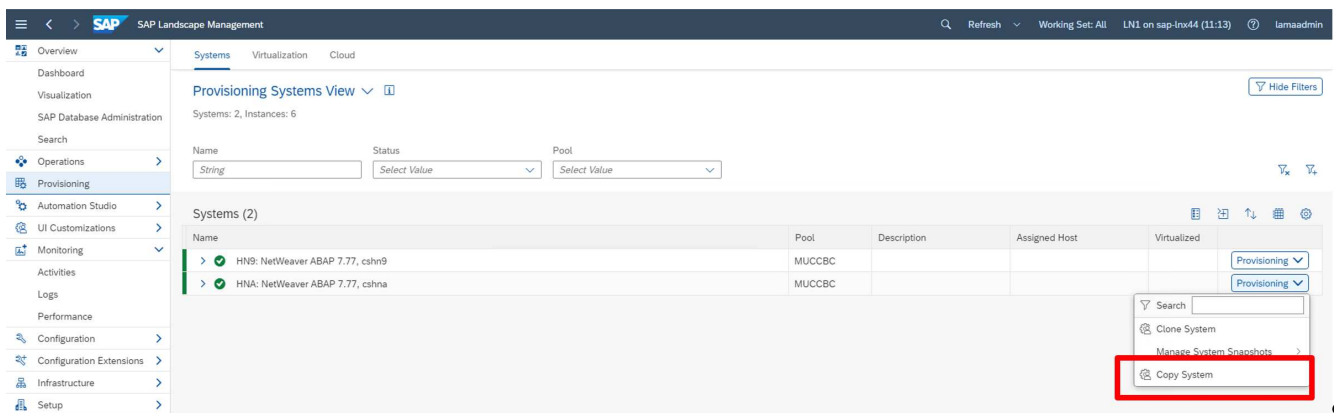 SAP SAP Landscape Management Refresh Working Set: All LN1 on sap-lnx44 (11:13) lamaadmin
Overview
Dashboard
Visualization
SAP Database Administration
Search
Operations
Provisioning
Automation Studio
UI Customizations
Monitoring
Activities
Logs
Performance
Configuration
Configuration Extensions
Infrastructure
Setup
Systems Virtualization Cloud
Provisioning Systems View
Hide Filters
Systems: 2, Instances: 6
Name Status Pool
String Select Value Select Value
Systems (2)
Name Pool Description Assigned Host Virtualized
HN9: NetWeaver ABAP 7.77, cshn9 MUCCBC Provisioning
HNA: NetWeaver ABAP 7.77, cshna MUCCBC Provisioning
Search
Clone System
Manage System Snapshots
Copy System